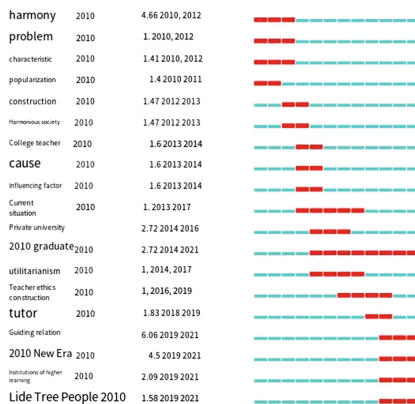 harmony 2010 4.66 2010, 2012
problem 2010 1. 2010, 2012
characteristic 2010 1.41 2010, 2012
popularization 2010 1.4 2010 2011
construction 2010 1.47 2012 2013
Harmonious society 2010 1.47 2012 2013
College teacher 2010 1.6 2013 2014
cause 2010 1.6 2013 2014
Influencing factor 2010 1.6 2013 2014
Current
situation 2010 1. 2013 2017
Private university 2.72 2014 2016
2010 graduate 2010 2.72 2014 2021
utilitarianism 2010 1, 2014, 2017
Teacher ethics
construction 2010 1, 2016, 2019
tutor 2010 1.83 2018 2019
Guiding relation 6.06 2019 2021
2010 New Era 2010 4.5 2019 2021
Institutions of higher
learning 2010 2.09 2019 2021
Lide Tree People 2010 1.58 2019 2021